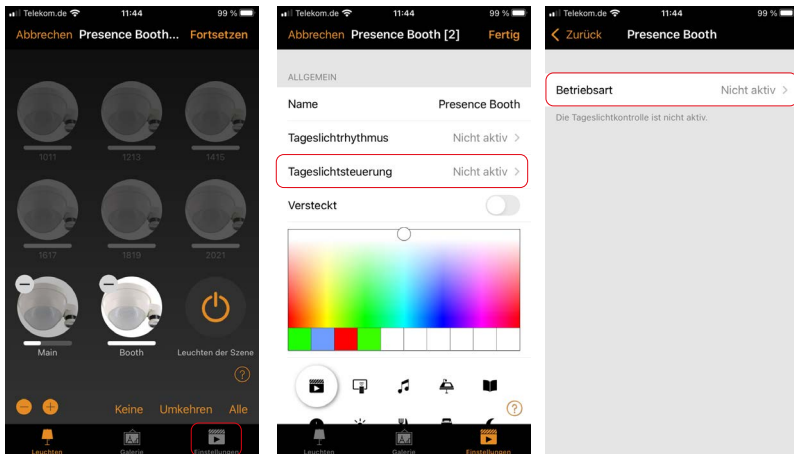 Telekom.de 11:44 99 %
Abbrechen Presence Booth... Fortsetzen
1011 1213 1415
1617 1819 2021
Main Booth Leuchten der Szene
?
Keine Umkehren Alle
Leuchten Galerie Einstellungen
Telekom.de 11:44 99 %
Abbrechen Presence Booth [2] Fertig
ALLGEMEIN
Name Presence Booth
Tageslichtrhythmus Nicht aktiv >
Tageslichtsteuerung Nicht aktiv >
Versteckt
?
Leuchten Galerie Einstellungen
Telekom.de 11:44 99 %
Zurück Presence Booth
Betriebsart Nicht aktiv >
Die Tageslichtkontrolle ist nicht aktiv.